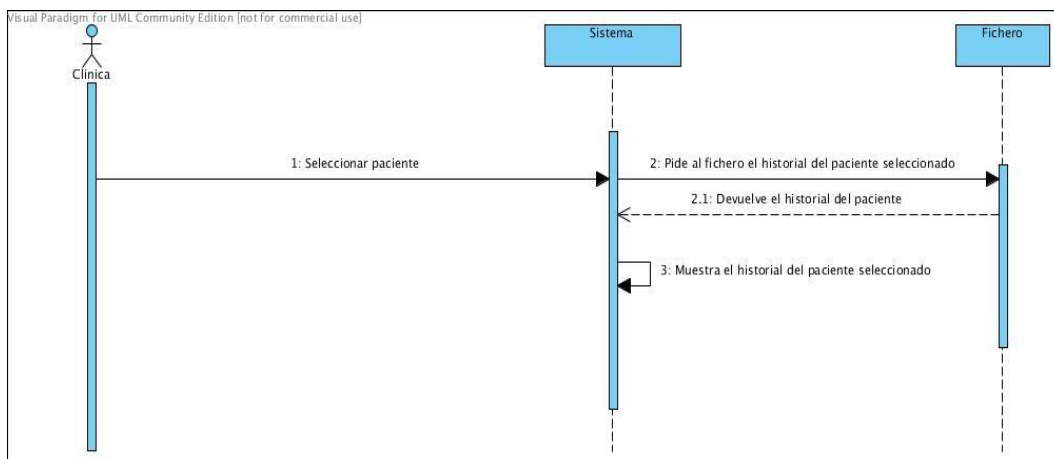 Visual Paradigm for UML Community Edition [not for commercial use]
Sistema
Fichero
Clinica
1: Seleccionar paciente
2: Pide al fichero el historial del paciente seleccionado
2.1: Devuelve el historial del paciente
3: Muestra el historial del paciente seleccionado